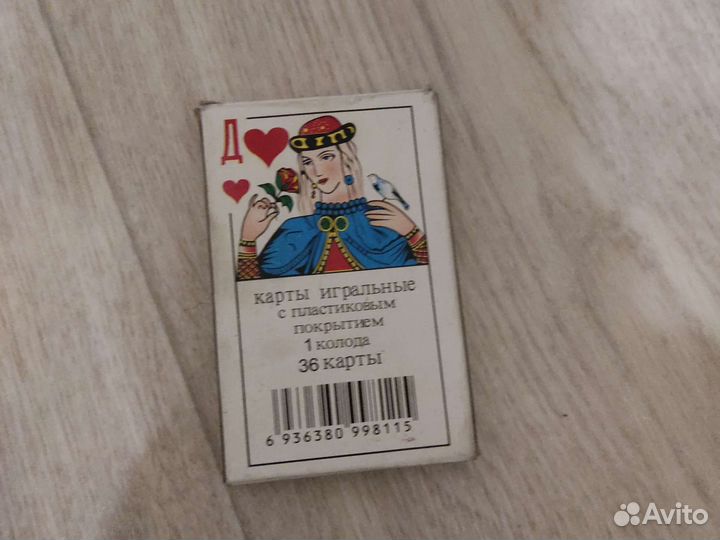 Д
карты игральные
с пластиковым
покрытием
1 колода
36 карты
6 936380 998115
Avito